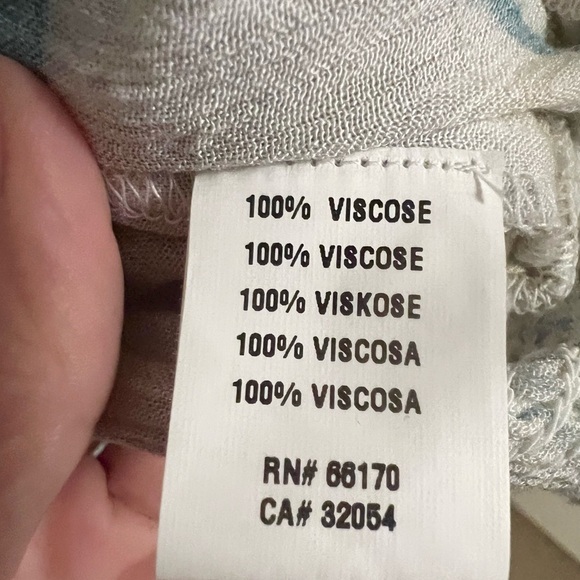 100% VISCOSE
100% VISCOSE
100% VISKOSE
100% VISCOSA
100% VISCOSA
RN# 66170
CA# 32054